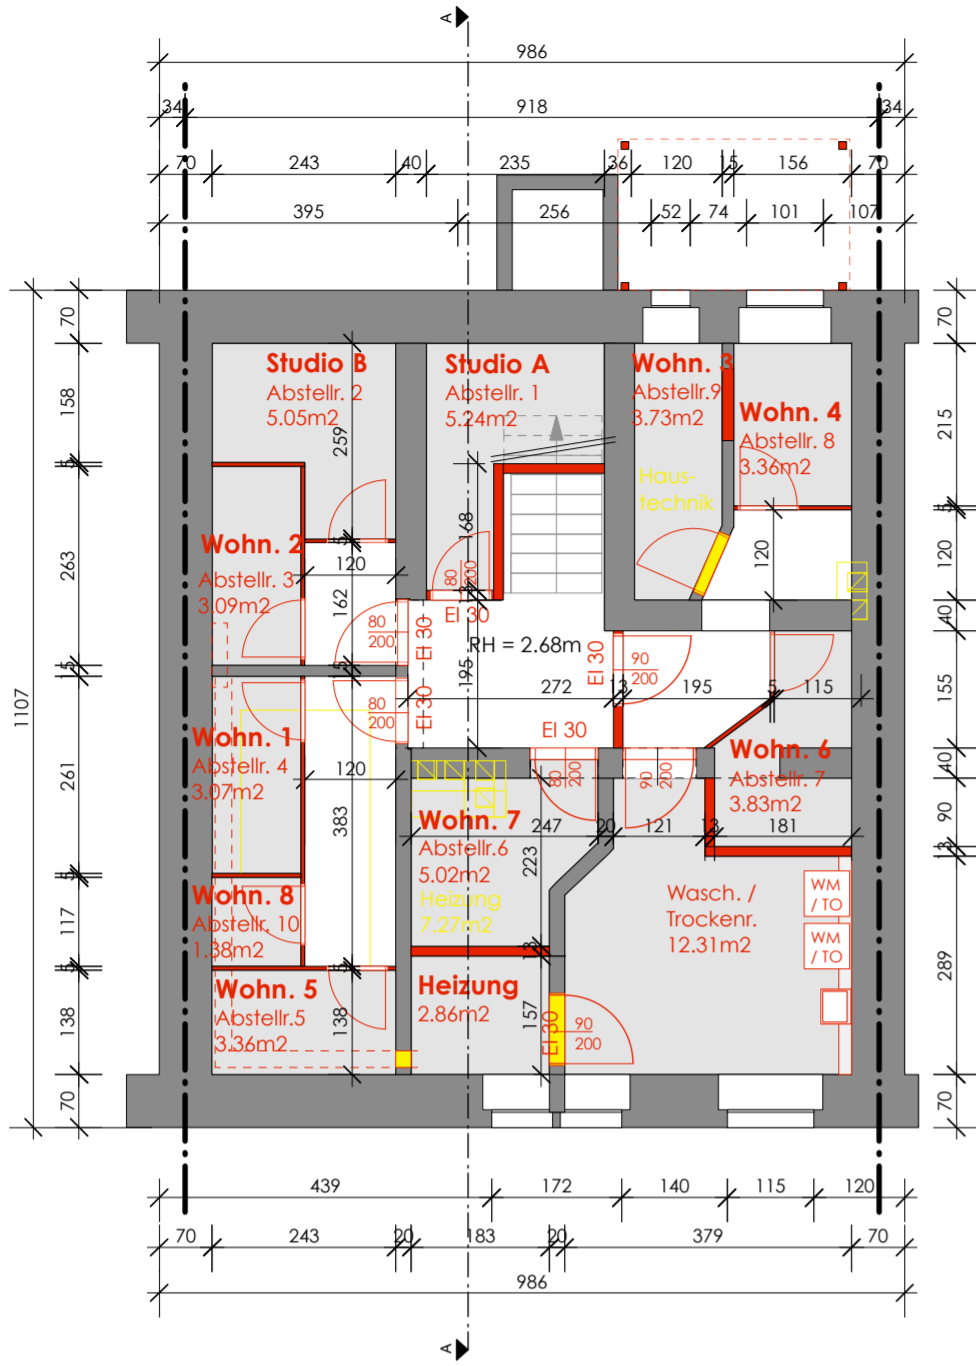 A
986
34
918
34
70
243
40
235
36
120
15
156
70
395
256
52
74
101
107
70
158
5
263
15
261
5
117
5
138
70
1107
70
215
5
120
40
155
40
90
13
289
70
Studio B
Abstellr. 2
5.05m2
259
Studio A
Abstellr. 1
5.24m2
Wohn. 3
Abstellr.9
3.73m2
Wohn. 4
Abstellr. 8
3.36m2
Haus-
technik
168
120
Wohn. 2
Abstellr. 3
3.09m2
5
120
162
5
80
200
EI 30
80
200
EI 30
13
EI 30
80
200
RH = 2.68m
195
EI 30
90
200
272
13
195
5
115
EI 30
80
200
90
200
Wohn. 1
Abstellr. 4
3.07m2
120
383
Wohn. 6
Abstellr. 7
3.83m2
Wohn. 7
Abstellr.6
5.02m2
Heizung
7.27m2
247
20
121
13
181
223
Wohn. 8
Abstellr. 10
1.38m2
Wasch. /
Trockenr.
12.31m2
WM
/ TO
WM
/ TO
13
5
Wohn. 5
Abstellr.5
3.36m2
138
Heizung
2.86m2
157
EI 30
90
200
439
172
140
115
120
70
243
20
183
20
379
70
986
A